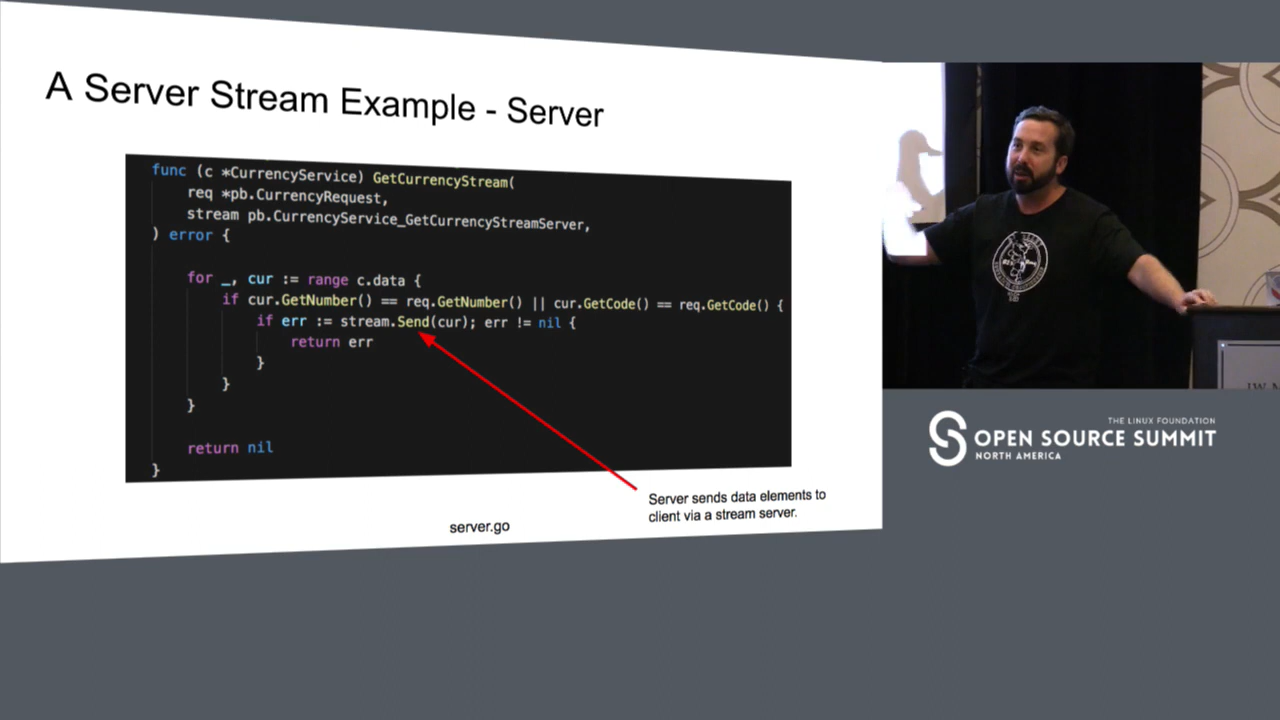 A Server Stream Example - Server
func (c *CurrencyService) GetCurrencyStream(
req *pb.CurrencyRequest,
stream pb.CurrencyService_GetCurrencyStreamServer,
) error {
for _, cur := range c.data {
if cur.GetNumber() == req.GetNumber() || cur.GetCode() == req.GetCode() {
if err := stream.Send(cur); err != nil {
return err
}
}
}
return nil
}
Server sends data elements to
client via a stream server.
server.go
THE LINUX FOUNDATION
OPEN SOURCE SUMMIT
NORTH AMERICA